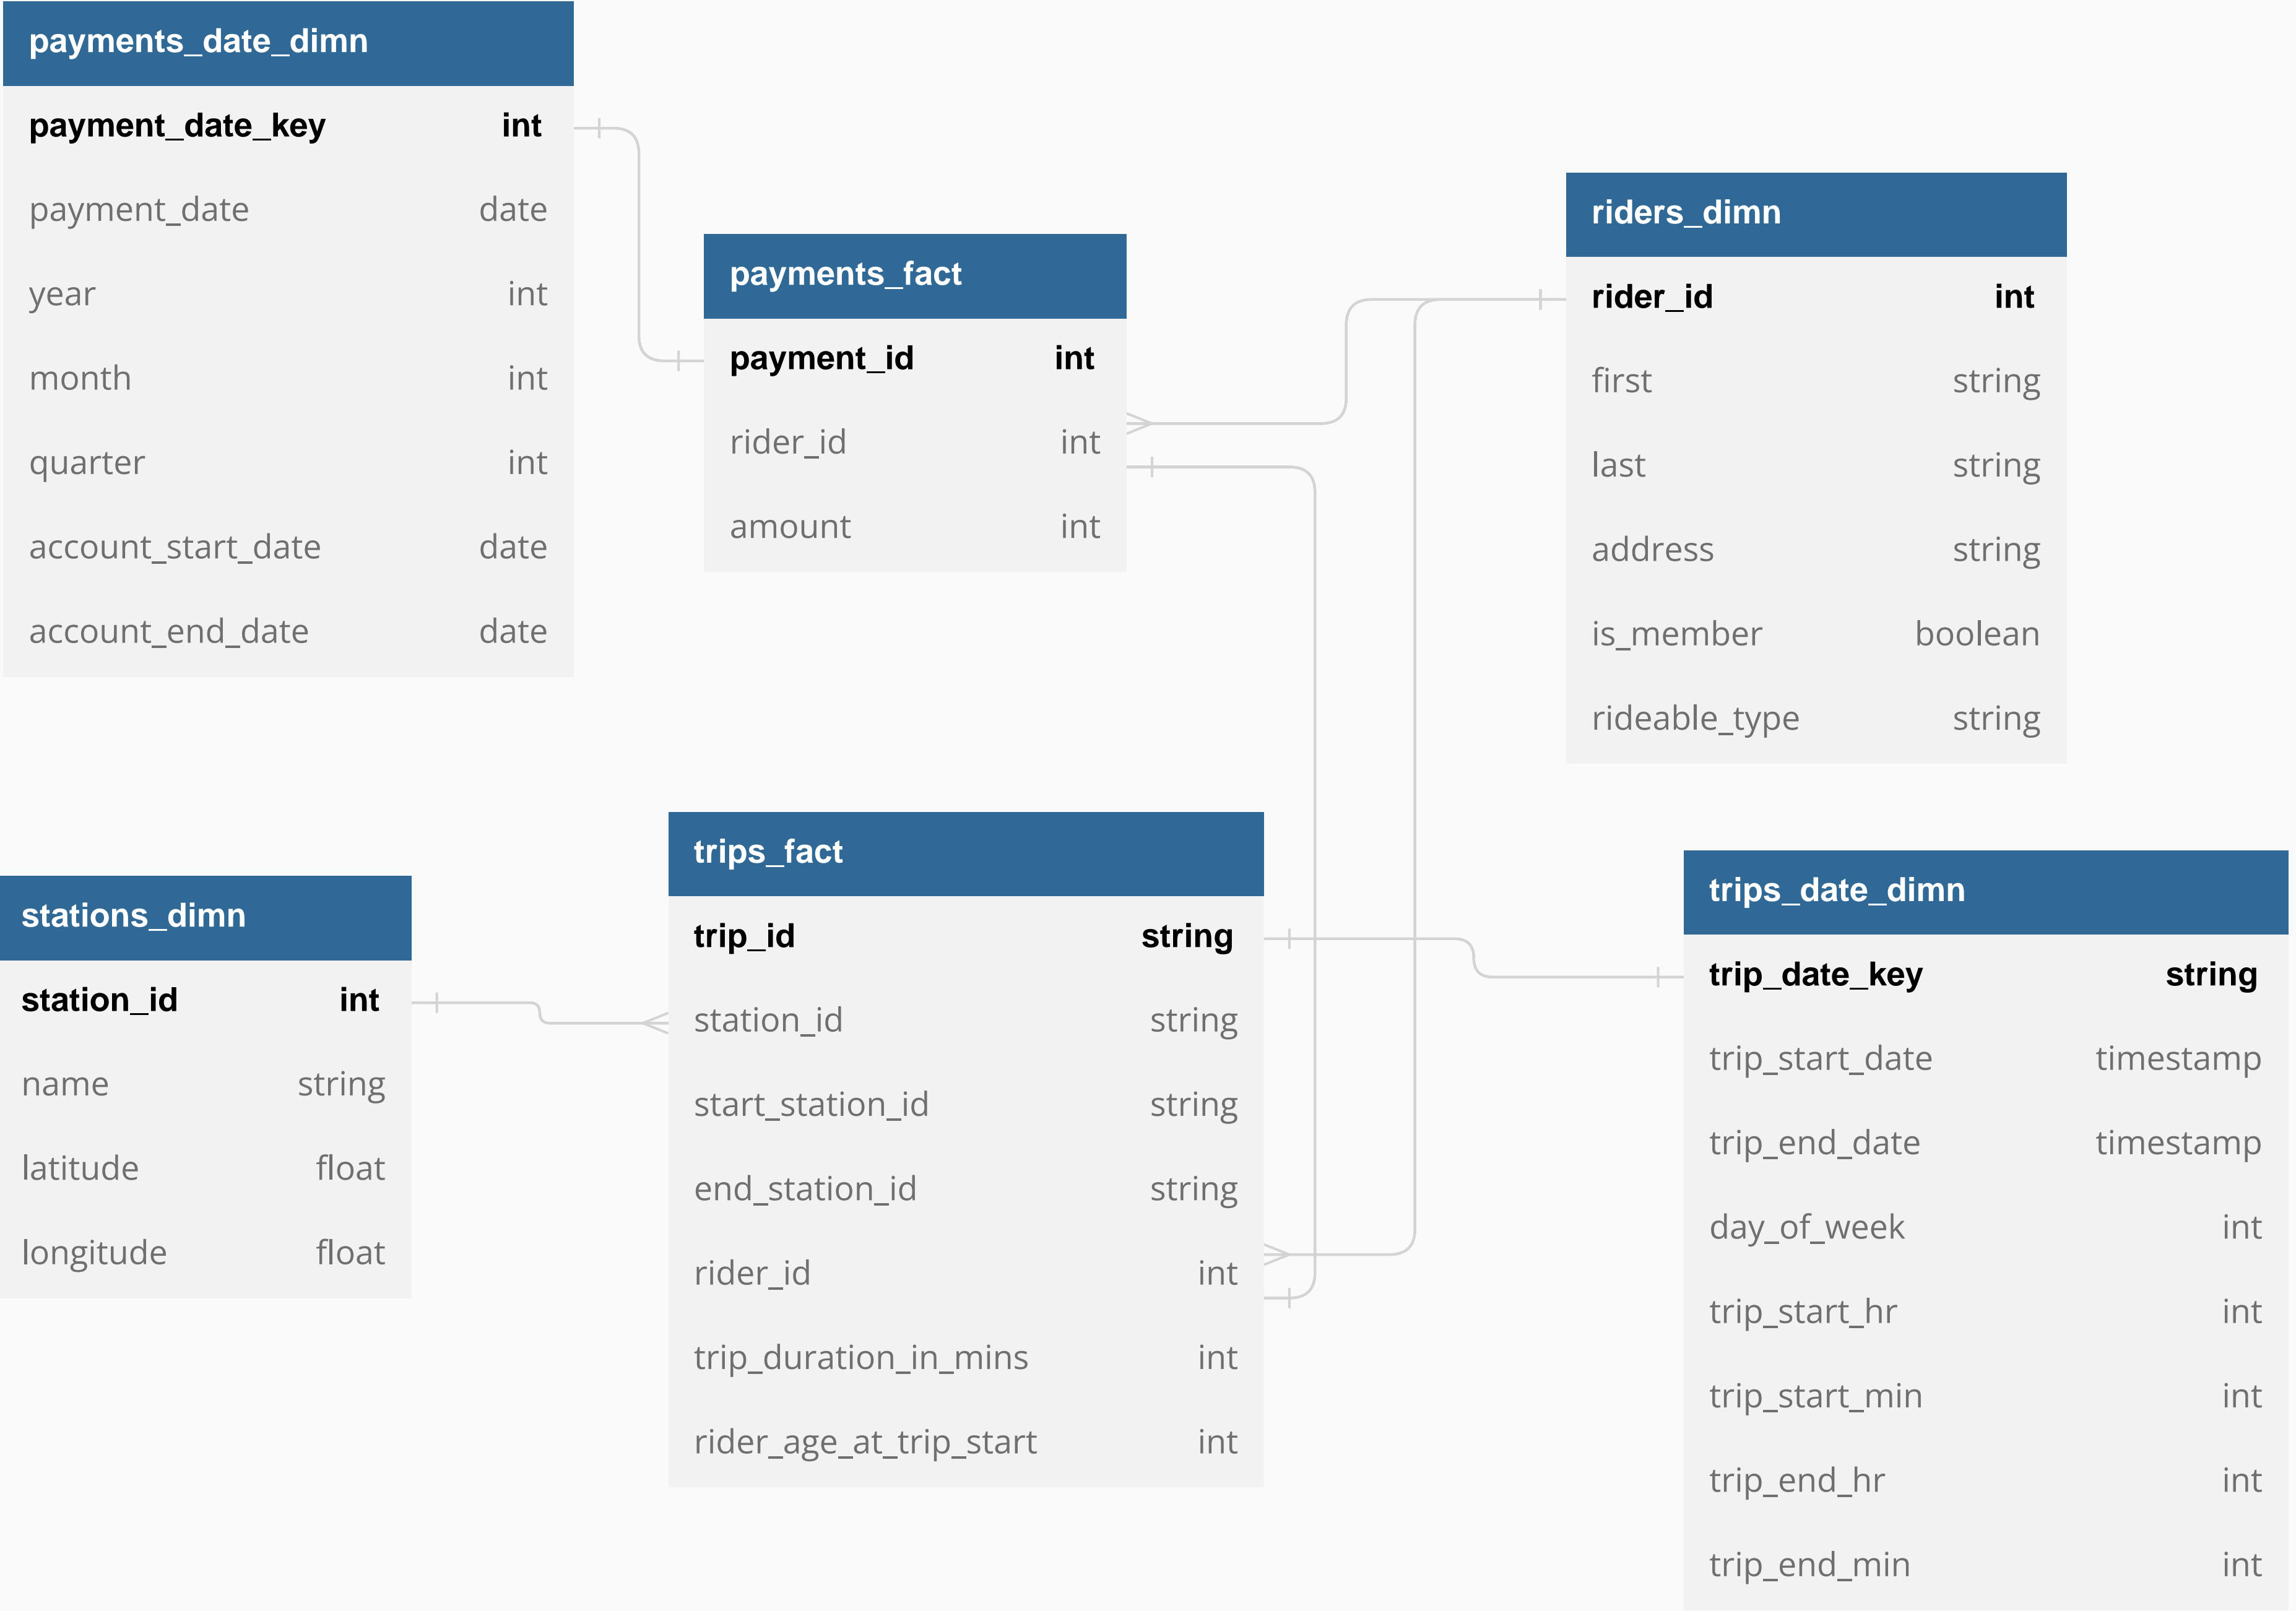 payments_date_dimn
payment_date_key int
payment_date date
year int
month int
quarter int
account_start_date date
account_end_date date
payments_fact
payment_id int
rider_id int
amount int
riders_dimn
rider_id int
first string
last string
address string
is_member boolean
rideable_type string
stations_dimn
station_id int
name string
latitude float
longitude float
trips_fact
trip_id string
station_id string
start_station_id string
end_station_id string
rider_id int
trip_duration_in_mins int
rider_age_at_trip_start int
trips_date_dimn
trip_date_key string
trip_start_date timestamp
trip_end_date timestamp
day_of_week int
trip_start_hr int
trip_start_min int
trip_end_hr int
trip_end_min int